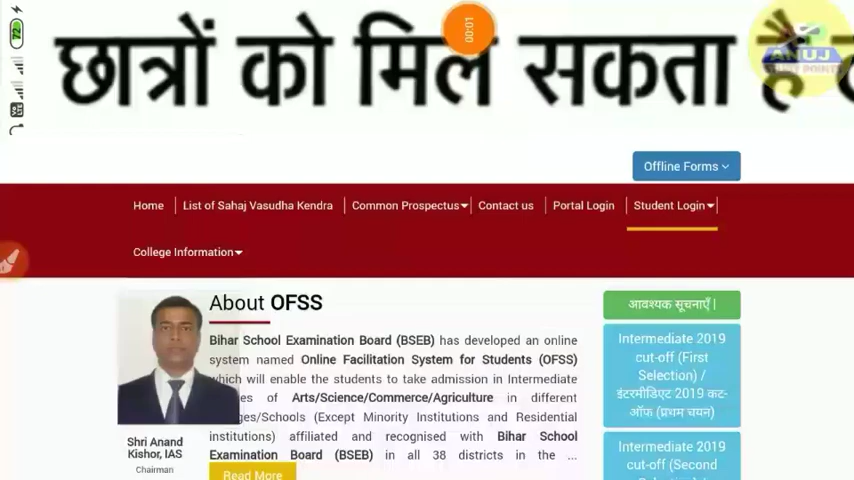 72
00:01
छात्रों को मिल सकता है
ANUJ
POINT
Offline Forms
Home
List of Sahaj Vasudha Kendra
Common Prospectus
Contact us
Portal Login
Student Login
College Information
About OFSS
Bihar School Examination Board (BSEB) has developed an online
system named Online Facilitation System for Students (OFSS)
which will enable the students to take admission in Intermediate
of Arts/Science/Commerce/Agriculture in different
(Except Minority Institutions and Residential
institutions) affiliated and recognised with Bihar School
Examination Board (BSEB) in all 38 districts in the ...
Read More
Shri Anand
Kishor, IAS
Chairman
आवश्यक सूचनाएँ |
Intermediate 2019
cut-off (First
Selection) /
इंटरमीडिएट 2019 कट-
ऑफ (प्रथम चयन)
Intermediate 2019
cut-off (Second